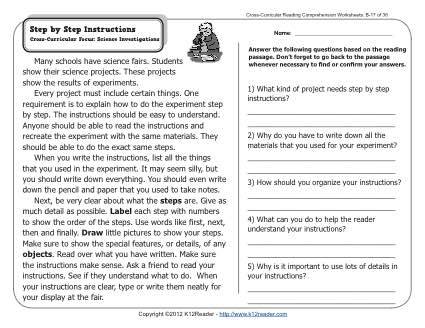 Cross-Curricular Reading Comprehension Worksheets: B-17 of 36
Step by Step Instructions
Cross-Curricular Focus: Science Investigations
Many schools have science fairs. Students
show their science projects. These projects
show the results of experiments.
Every project must include certain things. One
requirement is to explain how to do the experiment step
by step. The instructions should be easy to understand.
Anyone should be able to read the instructions and
recreate the experiment with the same materials. They
should be able to do the exact same steps.
When you write the instructions, list all the things
that you used in the experiment. It may seem silly, but
you should write down everything. You should even write
down the pencil and paper that you used to take notes.
Next, be very clear about what the steps are. Give as
much detail as possible. Label each step with numbers
to show the order of the steps. Use words like first, next,
then and finally. Draw little pictures to show your steps.
Make sure to show the special features, or details, of any
objects. Read over what you have written. Make sure
the instructions make sense. Ask a friend to read your
instructions. See if they understand what to do. When
your instructions are clear, type or write them neatly for
your display at the fair.
Name:
Answer the following questions based on the reading
passage. Don't forget to go back to the passage
whenever necessary to find or confirm your answers.
1) What kind of project needs step by step
instructions?
2) Why do you have to write down all the
materials that you used for your experiment?
3) How should you organize your instructions?
4) What can you do to help the reader
understand your instructions?
5) Why is it important to use lots of details in
your instructions?
Copyright ©2012 K12Reader - http://www.k12reader.com